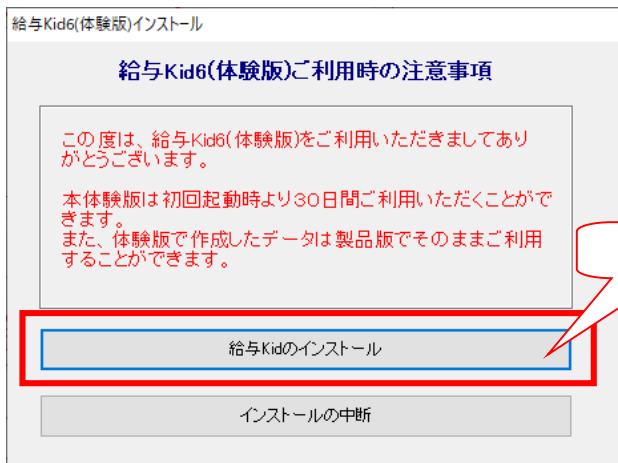 給与Kid6(体験版)インストール
給与Kid6(体験版)ご利用時の注意事項
この度は、給与Kid6(体験版)をご利用いただきましてあり
がとうございます。
本体験版は初回起動時より30日間ご利用いただくことがで
きます。
また、体験版で作成したデータは製品版でそのままご利用
することができます。
給与Kidのインストール
インストールの中断